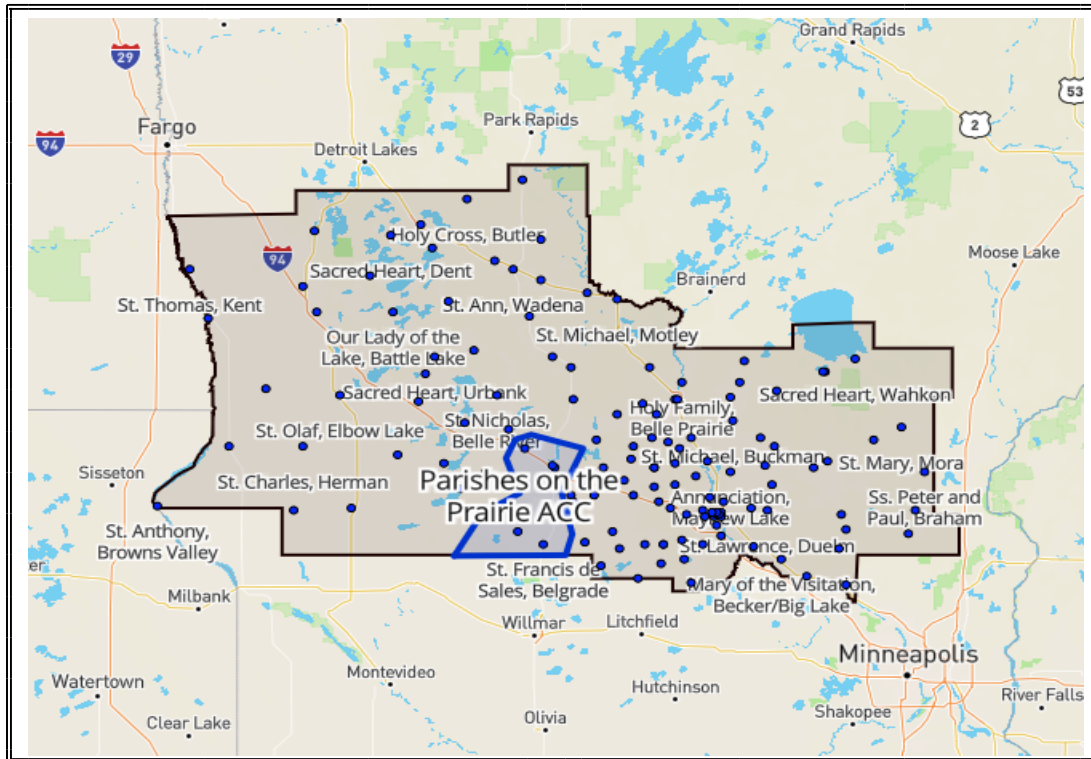 Grand Rapids
29
53
2
Park Rapids
Fargo
94
Detroit Lakes
Holy Cross, Butler
94
Moose Lake
Sacred Heart, Dent
Brainerd
St. Thomas, Kent
St. Ann, Wadena
Our Lady of the
Lake, Battle Lake
St. Michael, Motley
Sacred Heart, Urbank
Sacred Heart, Wahkon
Holy Family,
Belle Prairie
St. Nicholas,
Belle River
St. Olaf, Elbow Lake
St. Michael, Buckman
St. Mary, Mora
Sisseton
St. Charles, Herman
Parishes on the
Prairie ACC
Annunciation,
Mayhew Lake
Ss. Peter and
Paul, Braham
St. Anthony,
Browns Valley
St. Lawrence, Duelm
er
St. Francis de
Sales, Belgrade
Mary of the Visitation,
Becker/Big Lake
Milbank
Willmar
Litchfield
Minneapolis
Montevideo
Watertown
Hutchinson
River Falls
Clear Lake
Olivia
Shakopee